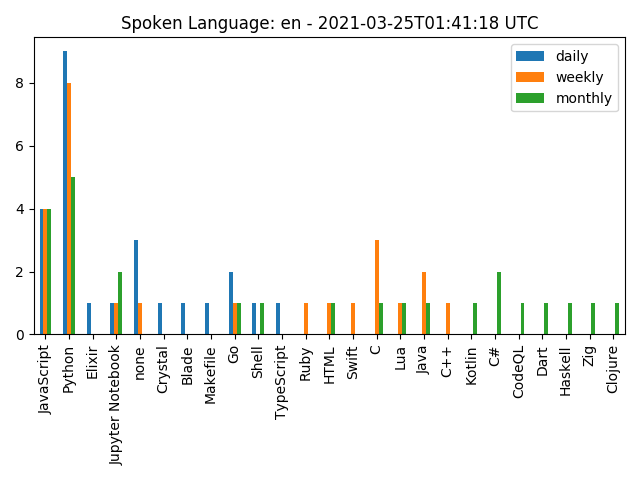 Spoken Language: en - 2021-03-25T01:41:18 UTC
daily
weekly
monthly
8
6
4
2
0
JavaScript
Python
Elixir
Jupyter Notebook
none
Crystal
Blade
Makefile
Go
Shell
TypeScript
Ruby
HTML
Swift
C
Lua
Java
C++
Kotlin
C#
CodeQL
Dart
Haskell
Zig
Clojure